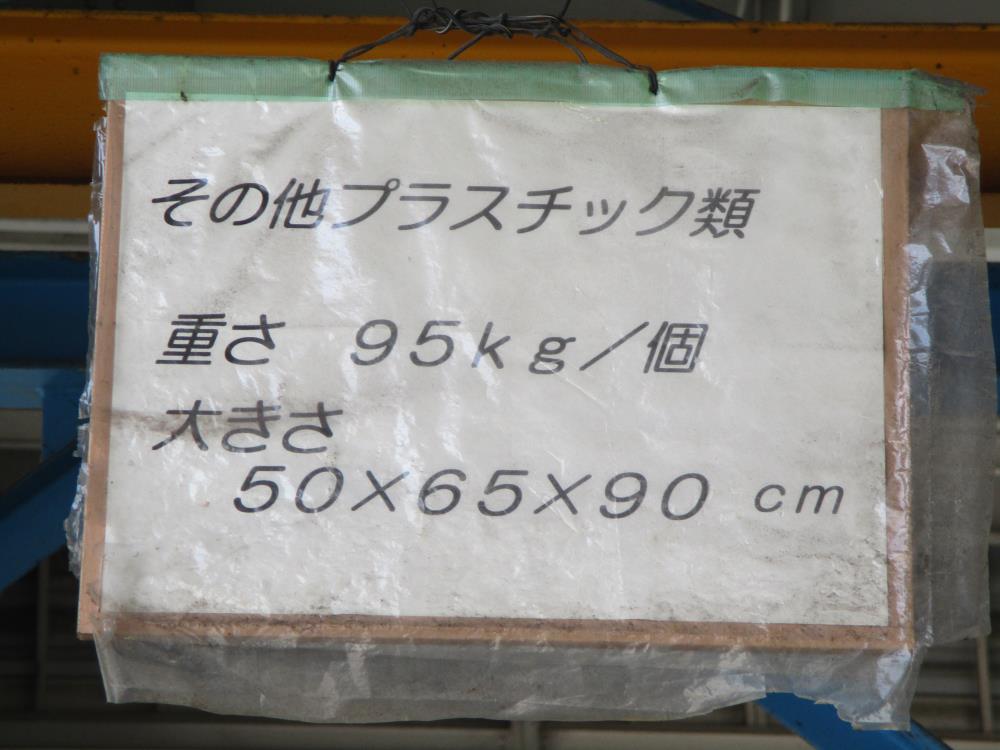 その他プラスチック類
重さ　95kg／個
大きさ
50×65×90 cm